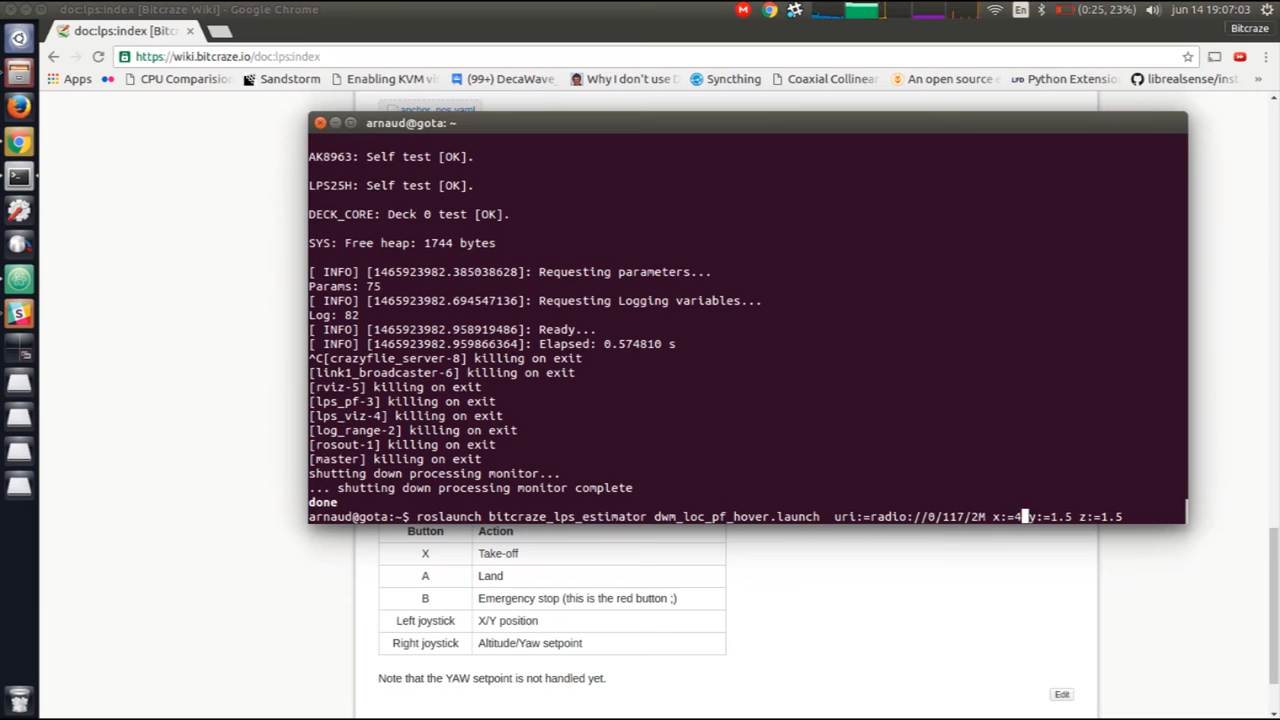 doc:lps:index [Bitcraze Wiki] - Google Chrome
En (0:25, 23%) jun 14 19:07:03
doc:lps:index [Bitcr
Bitcraze
https://wiki.bitcraze.io/doc:lps:index
Apps CPU Comparision Sandstorm Enabling KVM vi (99+) DecaWave Why I don't use D Syncthing Coaxial Collinear An open source e Python Extension librealsense/inst »
anchor_pos.yaml
arnaud@gota: ~
AK8963: Self test [OK].
LPS25H: Self test [OK].
DECK_CORE: Deck 0 test [OK].
SYS: Free heap: 1744 bytes
[ INFO] [1465923982.385038628]: Requesting parameters...
Params: 75
[ INFO] [1465923982.694547136]: Requesting Logging variables...
Log: 82
[ INFO] [1465923982.958919486]: Ready...
[ INFO] [1465923982.959866364]: Elapsed: 0.574810 s
^C[crazyflie_server-8] killing on exit
[link1_broadcaster-6] killing on exit
[rviz-5] killing on exit
[lps_pf-3] killing on exit
[lps_viz-4] killing on exit
[log_range-2] killing on exit
[rosout-1] killing on exit
[master] killing on exit
shutting down processing monitor...
... shutting down processing monitor complete
done
arnaud@gota:~$ roslaunch bitcraze_lps_estimator dwm_loc_pf_hover.launch  uri:=radio://0/117/2M x:=4 y:=1.5 z:=1.5
Button Action
X Take-off
A Land
B Emergency stop (this is the red button ;)
Left joystick X/Y position
Right joystick Altitude/Yaw setpoint
Note that the YAW setpoint is not handled yet.
Edit